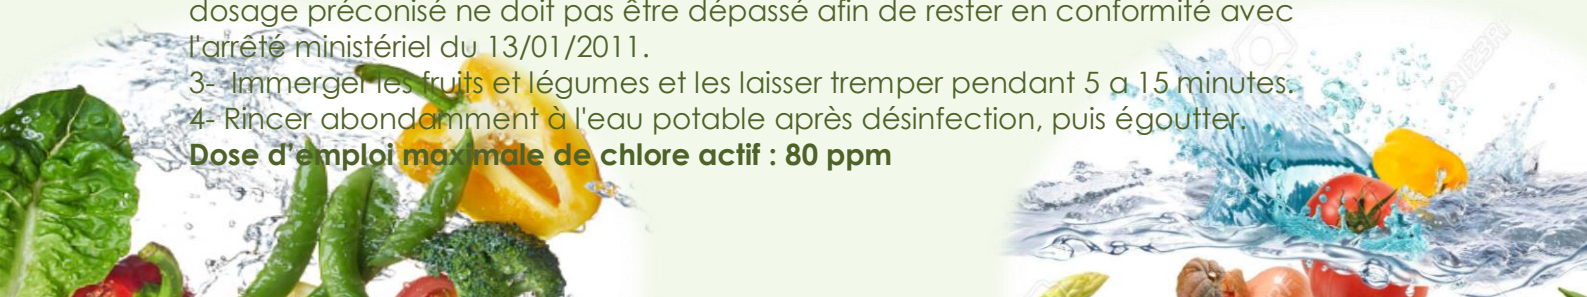 dosage préconisé ne doit pas être dépassé afin de rester en conformité avec
l'arrêté ministériel du 13/01/2011.
3- Immerger les fruits et légumes et les laisser tremper pendant 5 a 15 minutes.
4- Rincer abondamment à l'eau potable après désinfection, puis égoutter.
Dose d'emploi maximale de chlore actif : 80 ppm